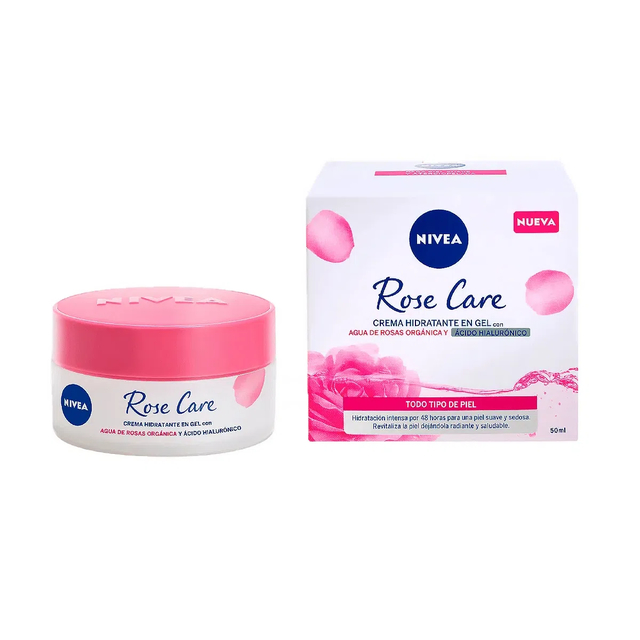 NIVEA
NIVEA
Rose Care
CREMA HIDRATANTE EN GEL con
AGUA DE ROSAS ORGÁNICA Y ÁCIDO HIALURÓNICO
NIVEA
NUEVA
Rose Care
CREMA HIDRATANTE EN GEL con
AGUA DE ROSAS ORGÁNICA Y ÁCIDO HIALURÓNICO
TODO TIPO DE PIEL
Hidratación intensa por 48 horas para una piel suave y sedosa.
Revitaliza la piel dejándola radiante y saludable.
50ml